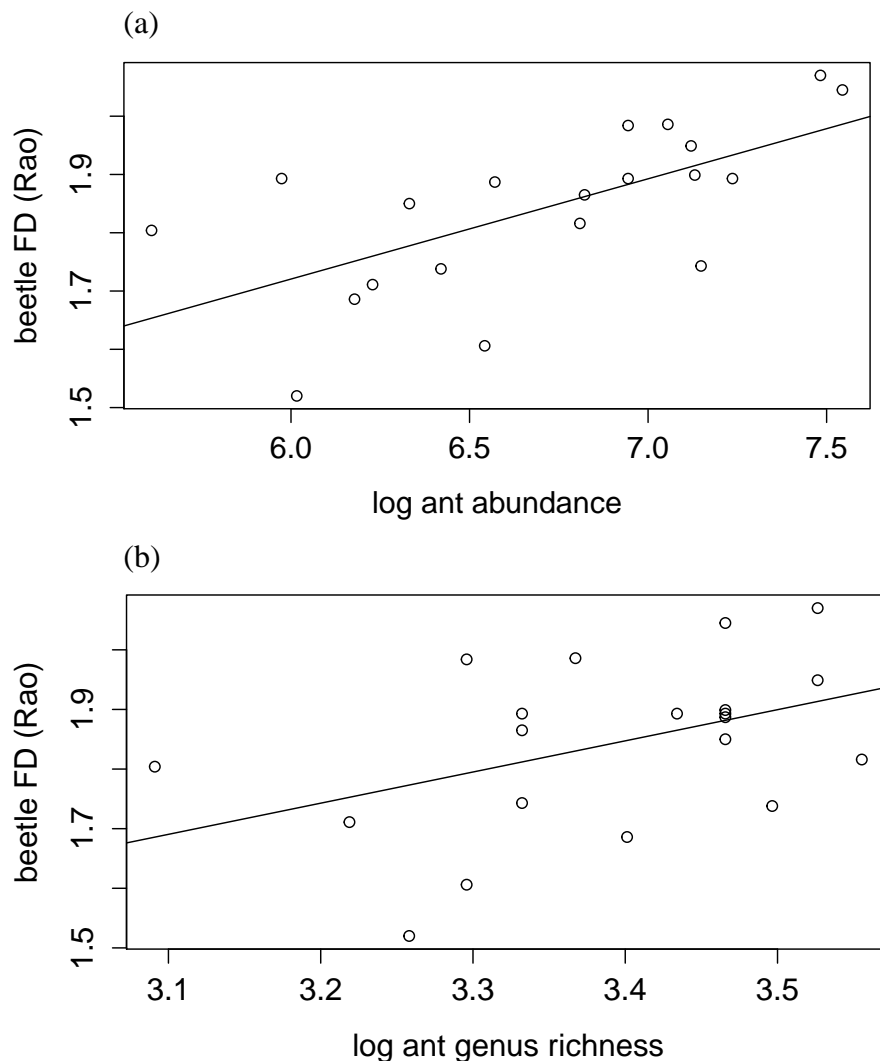 (a)
beetle FD (Rao)
1.5 1.7 1.9
6.0 6.5 7.0 7.5
log ant abundance
(b)
beetle FD (Rao)
1.5 1.7 1.9
3.1 3.2 3.3 3.4 3.5
log ant genus richness